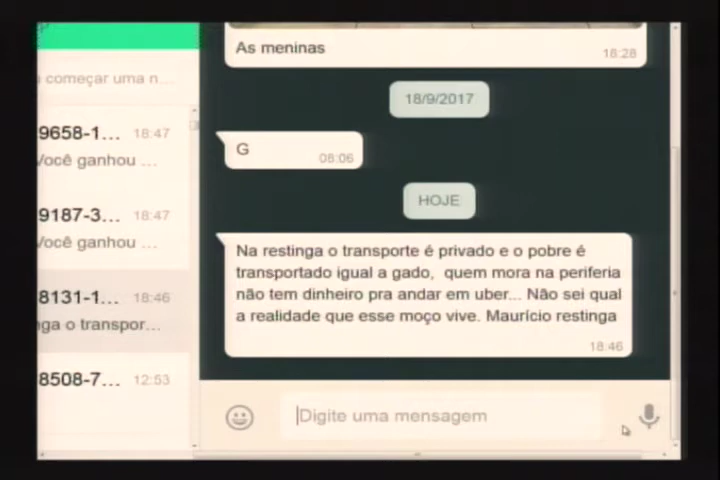 As meninas
18:28
começar uma n...
18/9/2017
9658-1... 18:47
Você ganhou ...
G
08:06
9187-3... 18:47
Você ganhou ...
HOJE
Na restinga o transporte é privado e o pobre é
transportado igual a gado, quem mora na periferia
não tem dinheiro pra andar em uber... Não sei qual
a realidade que esse moço vive. Maurício restinga
18:46
8131-1... 18:46
nga o transpor...
8508-7... 12:53
Digite uma mensagem